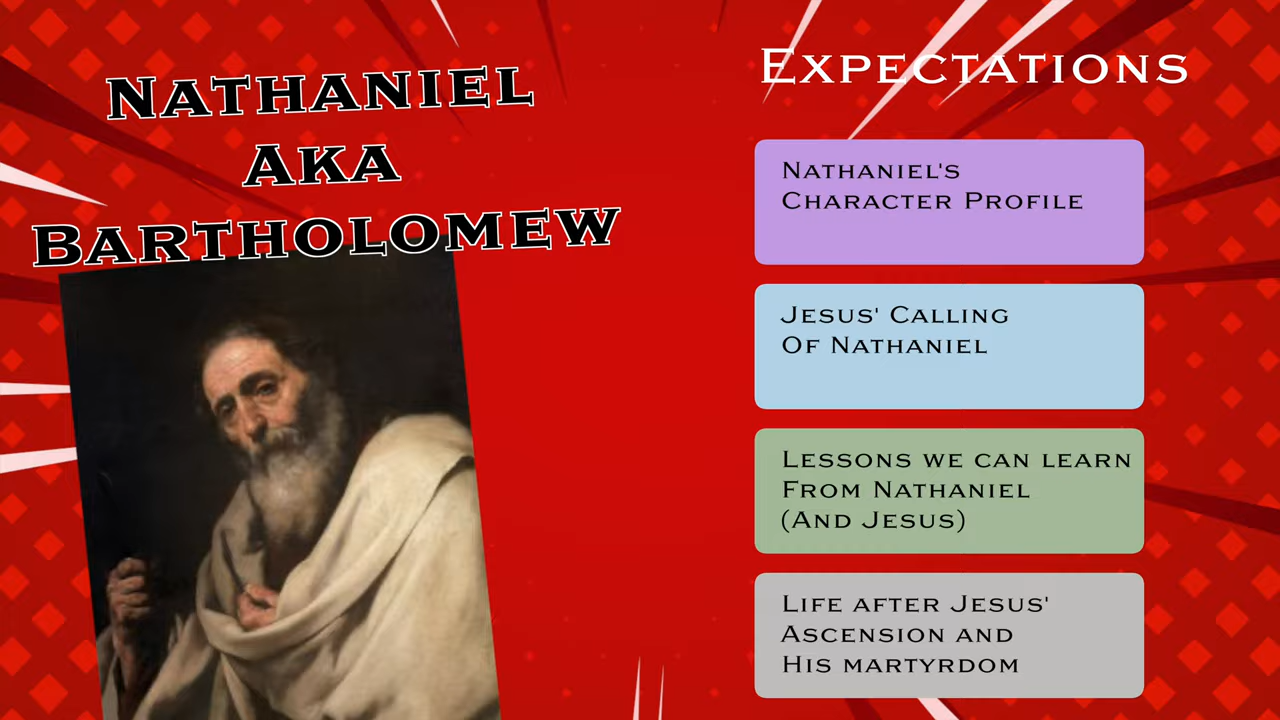 Nathaniel
Aka
Bartholomew
Expectations
Nathaniel's
Character Profile
Jesus' Calling
Of Nathaniel
Lessons we can learn
From Nathaniel
(And Jesus)
Life after Jesus'
Ascension and
His martyrdom